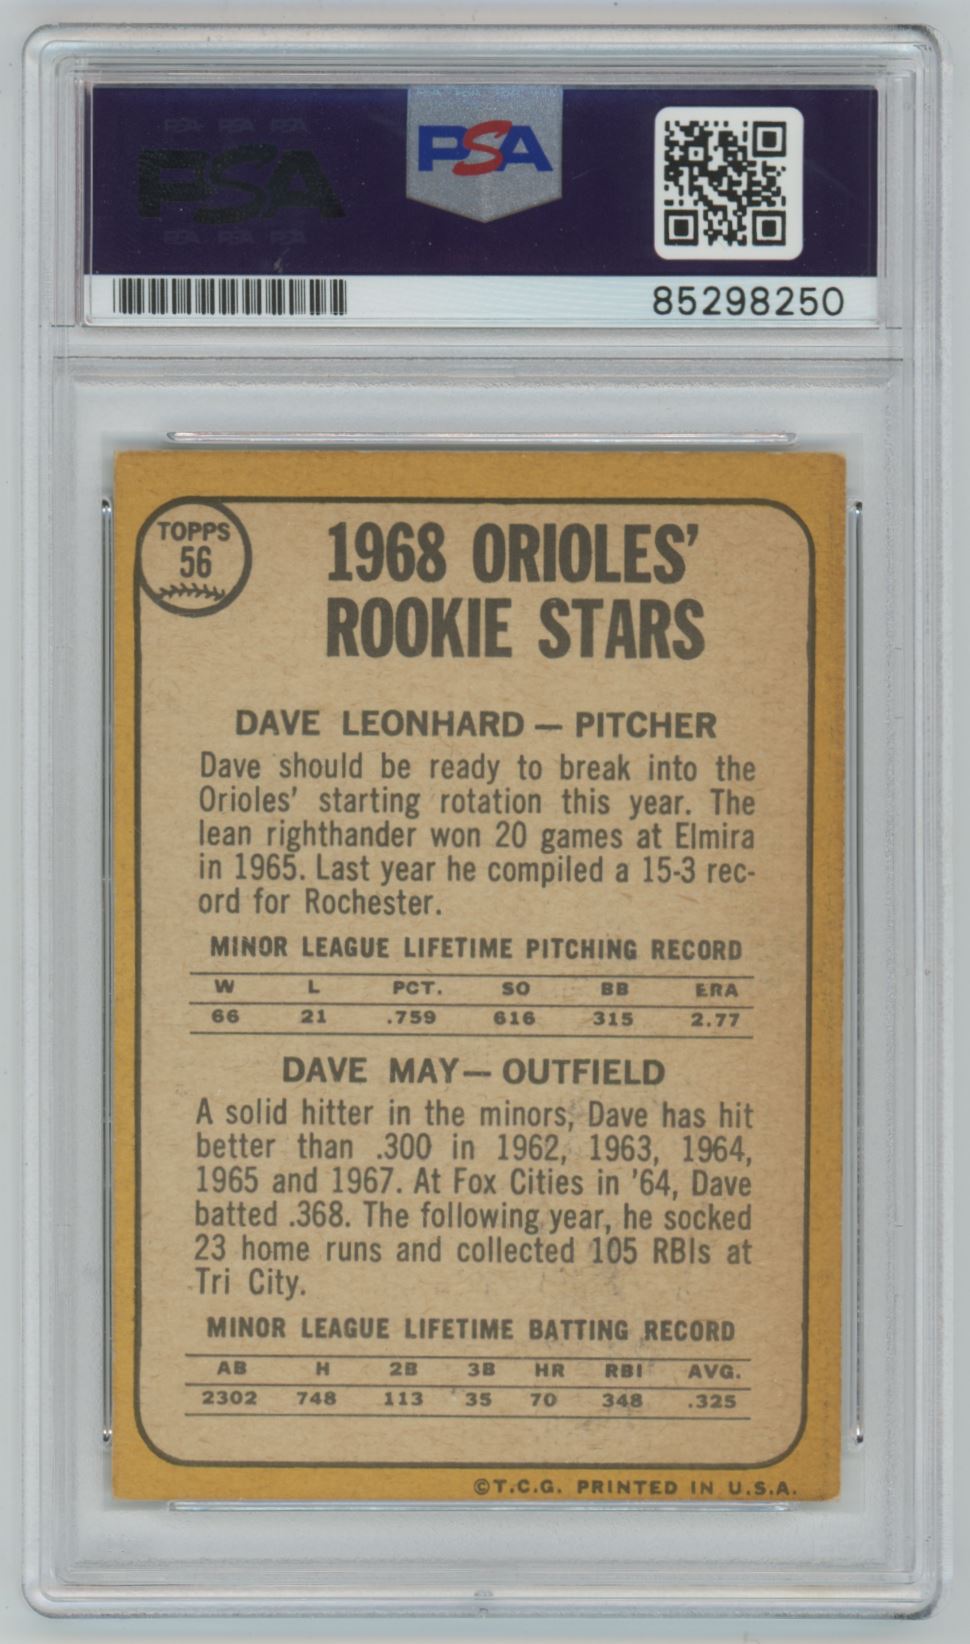 PSA PSA PSA
PSA
PSA PSA PSA
PSA
85298250
TOPPS
56
1968 ORIOLES'
ROOKIE STARS
DAVE LEONHARD — PITCHER
Dave should be ready to break into the
Orioles' starting rotation this year. The
lean righthander won 20 games at Elmira
in 1965. Last year he compiled a 15-3 rec-
ord for Rochester.
MINOR LEAGUE LIFETIME PITCHING RECORD
W L PCT. SO BB ERA
66 21 .759 616 315 2.77
DAVE MAY — OUTFIELD
A solid hitter in the minors, Dave has hit
better than .300 in 1962, 1963, 1964,
1965 and 1967. At Fox Cities in '64, Dave
batted .368. The following year, he socked
23 home runs and collected 105 RBIs at
Tri City.
MINOR LEAGUE LIFETIME BATTING RECORD
AB H 2B 3B HR RBI AVG.
2302 748 113 35 70 348 .325
©T.C.G. PRINTED IN U.S.A.